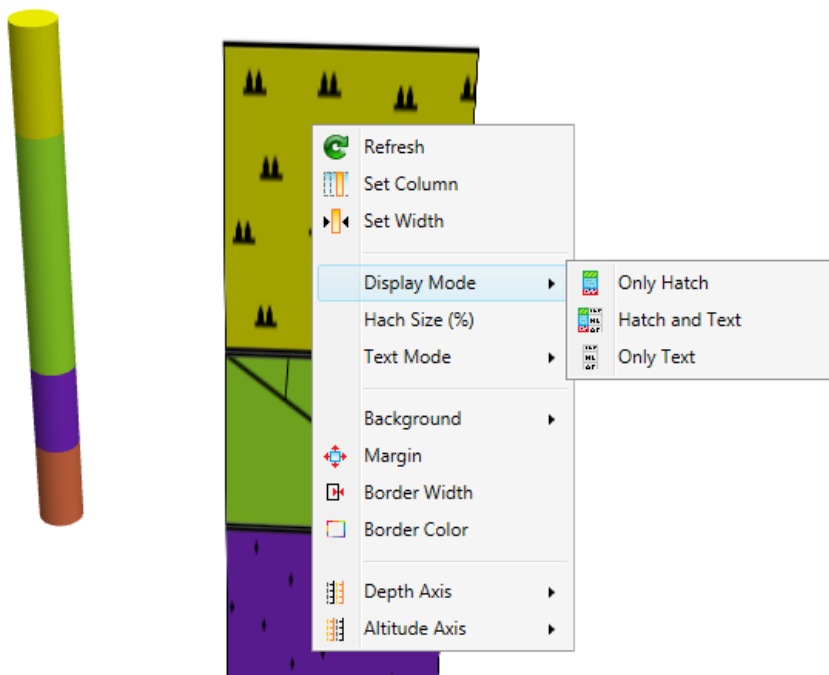 Refresh
Set Column
Set Width
Display Mode
Hach Size (%)
Text Mode
Background
Margin
Border Width
Border Color
Depth Axis
Altitude Axis
Only Hatch
Hatch and Text
Only Text